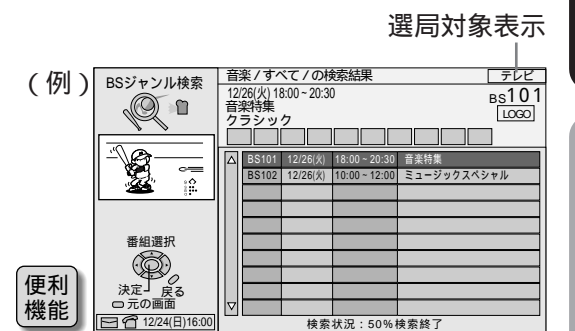 選局対象表示
(例)
BSジャンル検索
音楽/すべて/の検索結果
テレビ
12/26(火) 18:00~20:30
BS101
音楽特集
LOGO
クラシック
BS101 12/26(火) 18:00~20:30 音楽特集
BS102 12/26(火) 10:00~12:00 ミュージックスペシャル
番組選択
決定
戻る
元の画面
12/24(日)16:00
検索状況:50%検索終了
便利
機能